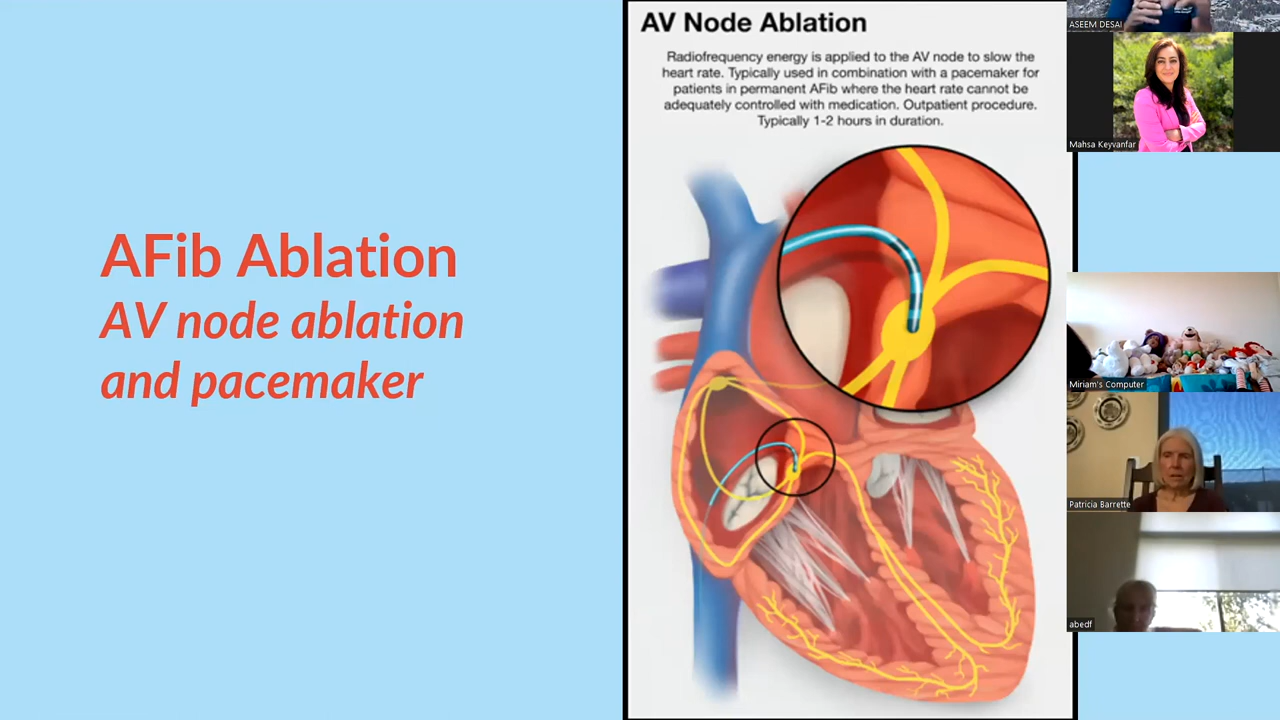 AFib Ablation
AV node ablation
and pacemaker
AV Node Ablation
Radiofrequency energy is applied to the AV node to slow the
heart rate. Typically used in combination with a pacemaker for
patients in permanent AFib where the heart rate cannot be
adequately controlled with medication. Outpatient procedure.
Typically 1-2 hours in duration.
ASEEM DESAI
Mahsa Keyvanfar
Miriam's Computer
Patricia Barrette
abedf